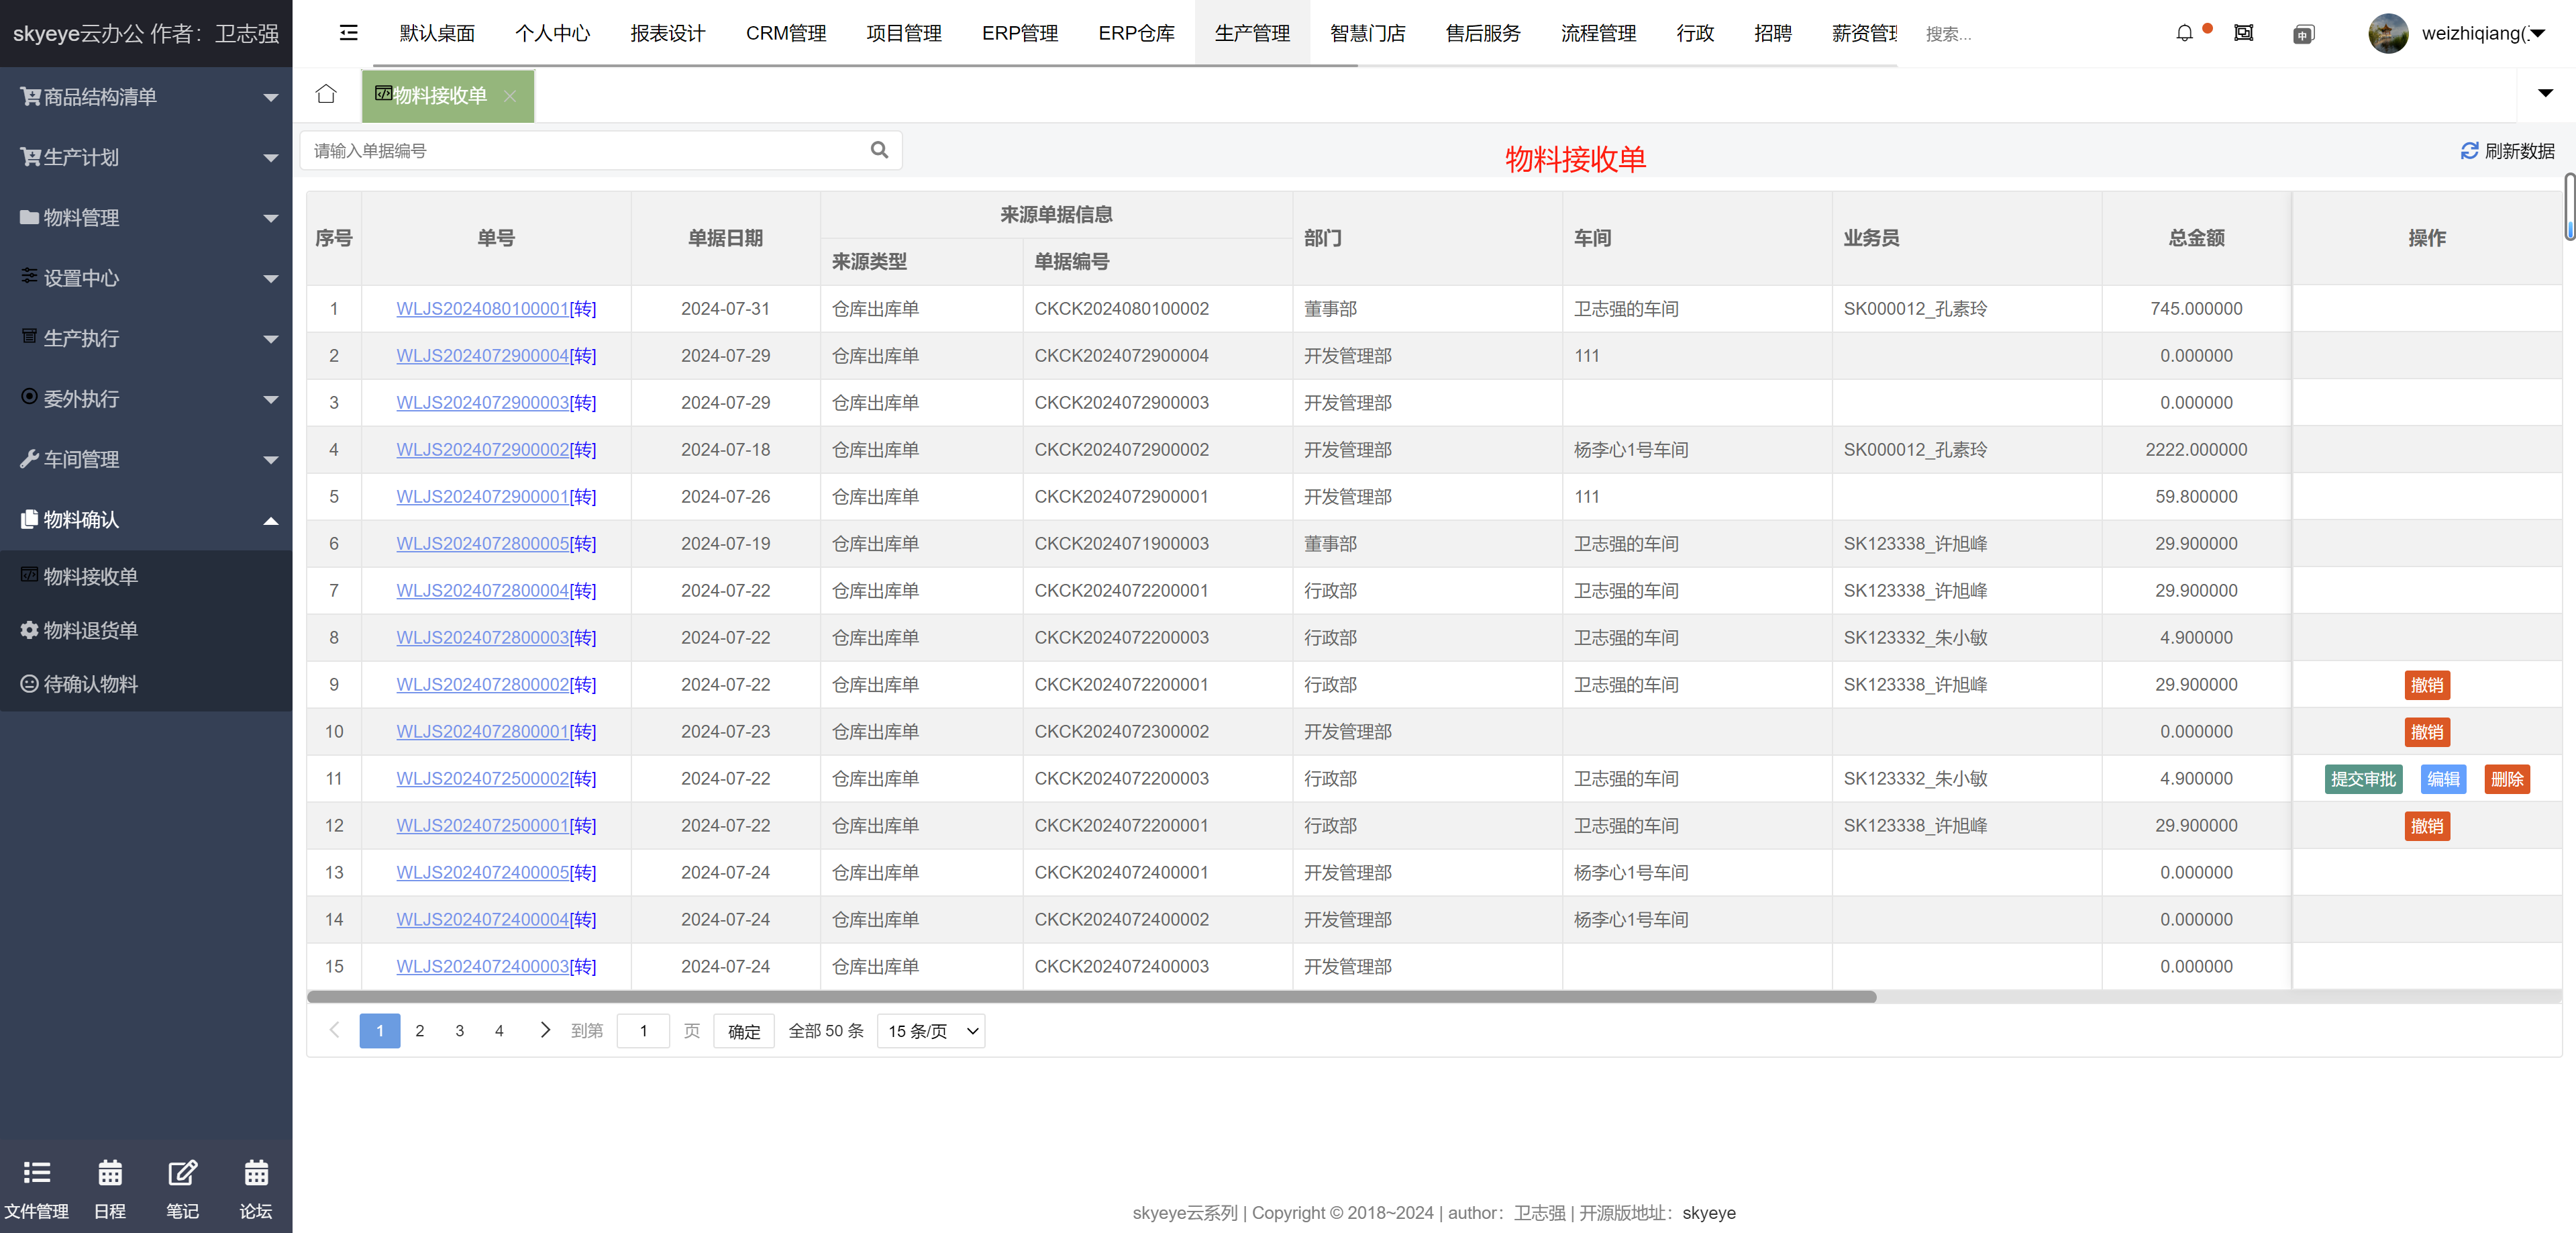 skyeye云办公 作者：卫志强
默认桌面 个人中心 报表设计 CRM管理 项目管理 ERP管理 ERP仓库 生产管理 智慧门店 售后服务 流程管理 行政 招聘 薪资管理 搜索... 中 weizhiqiang(
商品结构清单
生产计划
物料管理
设置中心
生产执行
委外执行
车间管理
物料确认
物料接收单
物料退货单
待确认物料
文件管理 日程 笔记 论坛
物料接收单
请输入单据编号
物料接收单
刷新数据
序号 单号 单据日期 来源单据信息 部门 车间 业务员 总金额 操作
来源类型 单据编号
1 WLJS2024080100001[转] 2024-07-31 仓库出库单 CKCK2024080100002 董事部 卫志强的车间 SK000012_孔素玲 745.000000
2 WLJS2024072900004[转] 2024-07-29 仓库出库单 CKCK2024072900004 开发管理部 111 0.000000
3 WLJS2024072900003[转] 2024-07-29 仓库出库单 CKCK2024072900003 开发管理部 0.000000
4 WLJS2024072900002[转] 2024-07-18 仓库出库单 CKCK2024072900002 开发管理部 杨李心1号车间 SK000012_孔素玲 2222.000000
5 WLJS2024072900001[转] 2024-07-26 仓库出库单 CKCK2024072900001 开发管理部 111 59.800000
6 WLJS2024072800005[转] 2024-07-19 仓库出库单 CKCK2024071900003 董事部 卫志强的车间 SK123338_许旭峰 29.900000
7 WLJS2024072800004[转] 2024-07-22 仓库出库单 CKCK2024072200001 行政部 卫志强的车间 SK123338_许旭峰 29.900000
8 WLJS2024072800003[转] 2024-07-22 仓库出库单 CKCK2024072200003 行政部 卫志强的车间 SK123332_朱小敏 4.900000
9 WLJS2024072800002[转] 2024-07-22 仓库出库单 CKCK2024072200001 行政部 卫志强的车间 SK123338_许旭峰 29.900000 撤销
10 WLJS2024072800001[转] 2024-07-23 仓库出库单 CKCK2024072300002 开发管理部 0.000000 撤销
11 WLJS2024072500002[转] 2024-07-22 仓库出库单 CKCK2024072200003 行政部 卫志强的车间 SK123332_朱小敏 4.900000 提交审批 编辑 删除
12 WLJS2024072500001[转] 2024-07-22 仓库出库单 CKCK2024072200001 行政部 卫志强的车间 SK123338_许旭峰 29.900000 撤销
13 WLJS2024072400005[转] 2024-07-24 仓库出库单 CKCK2024072400001 开发管理部 杨李心1号车间 0.000000
14 WLJS2024072400004[转] 2024-07-24 仓库出库单 CKCK2024072400002 开发管理部 杨李心1号车间 0.000000
15 WLJS2024072400003[转] 2024-07-24 仓库出库单 CKCK2024072400003 开发管理部 0.000000
1 2 3 4 到第 1 页 确定 全部 50 条 15 条/页
skyeye云系列 | Copyright © 2018~2024 | author：卫志强 | 开源版地址：skyeye